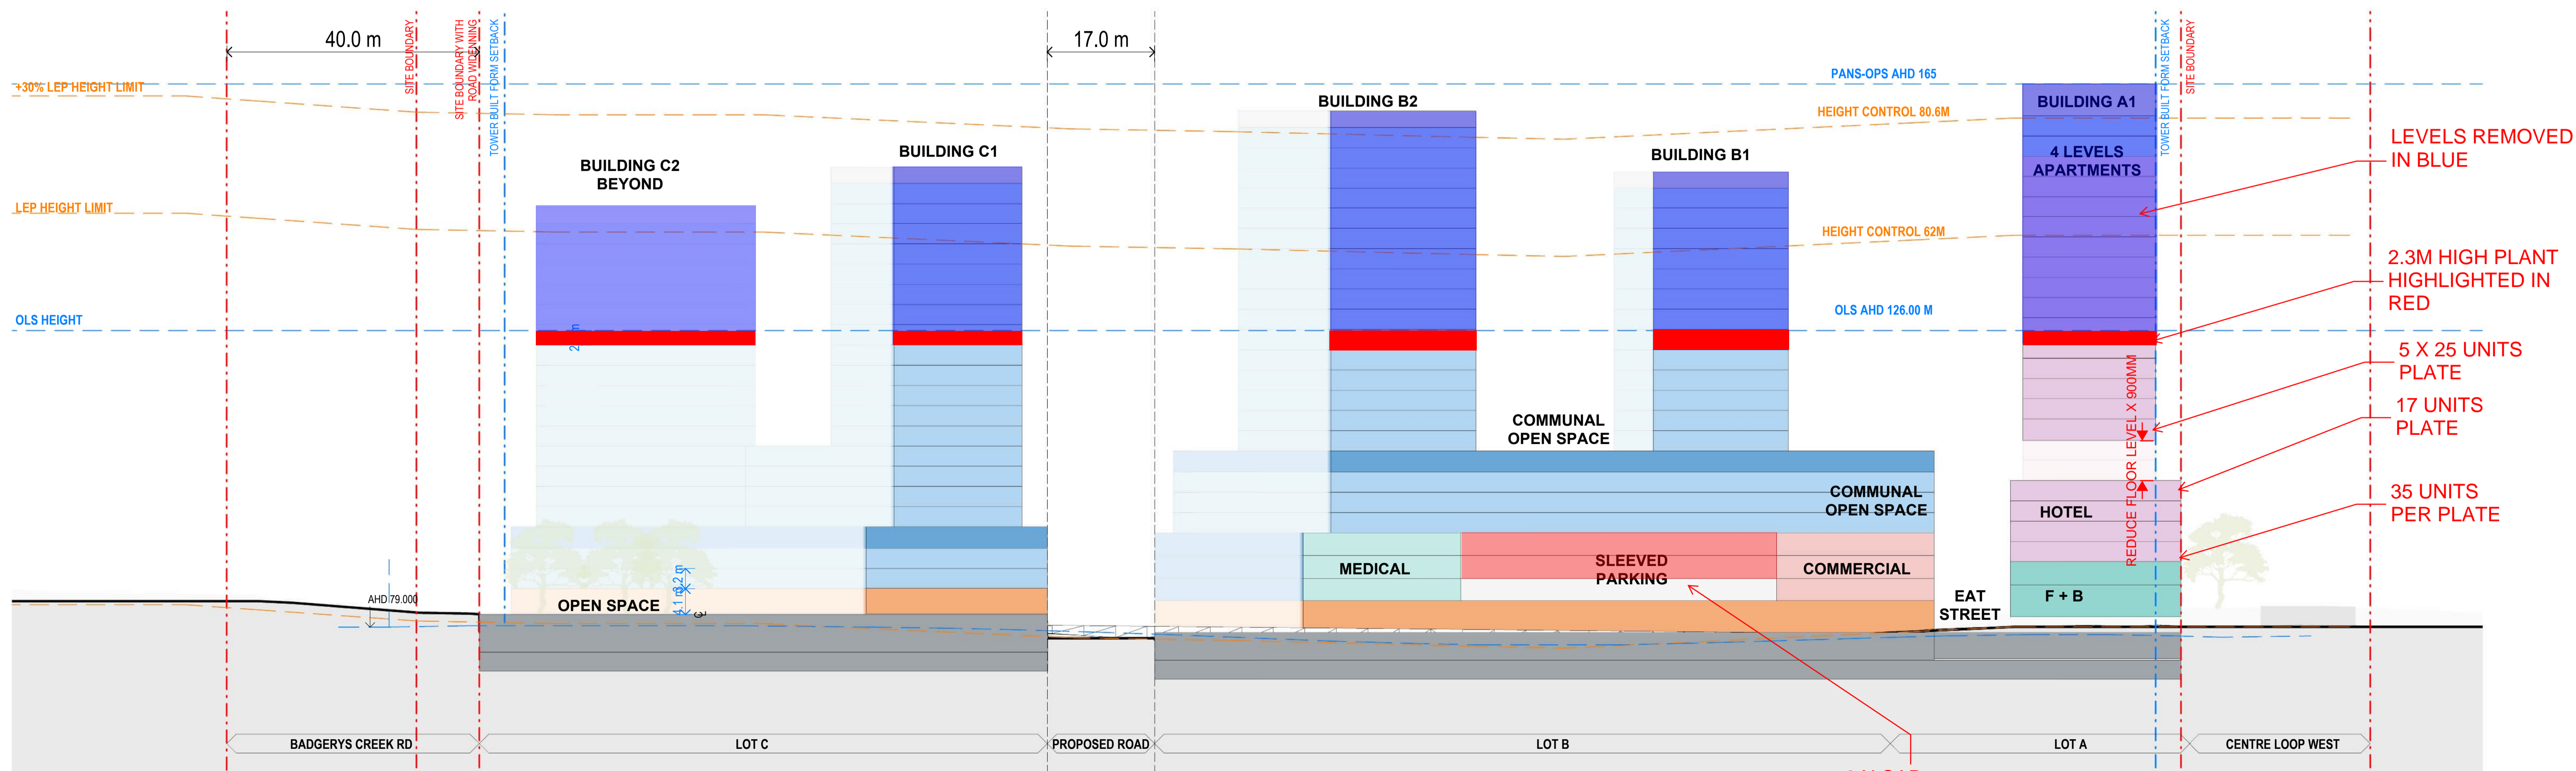 40.0 m
17.0 m
SITE BOUNDARY
SITE BOUNDARY WITH
ROAD WIDENNING
TOWER BUILT FORM SETBACK
TOWER BUILT FORM SETBACK
SITE BOUNDARY
+30% LEP HEIGHT LIMIT
PANS-OPS AHD 165
HEIGHT CONTROL 80.6M
BUILDING C2
BEYOND
BUILDING C1
BUILDING B2
BUILDING B1
BUILDING A1
4 LEVELS
APARTMENTS
LEVELS REMOVED
IN BLUE
LEP HEIGHT LIMIT
HEIGHT CONTROL 62M
2.3M HIGH PLANT
HIGHLIGHTED IN
RED
OLS HEIGHT
OLS AHD 126.00 M
5 X 25 UNITS
PLATE
17 UNITS
PLATE
35 UNITS
PER PLATE
REDUCE FLOOR LEVEL X 900MM
COMMUNAL
OPEN SPACE
COMMUNAL
OPEN SPACE
HOTEL
MEDICAL
SLEEVED
PARKING
COMMERCIAL
F + B
EAT
STREET
OPEN SPACE
3.2 m
4.1 m
AHD 79.000
BADGERYS CREEK RD
LOT C
PROPOSED ROAD
LOT B
LOT A
CENTRE LOOP WEST